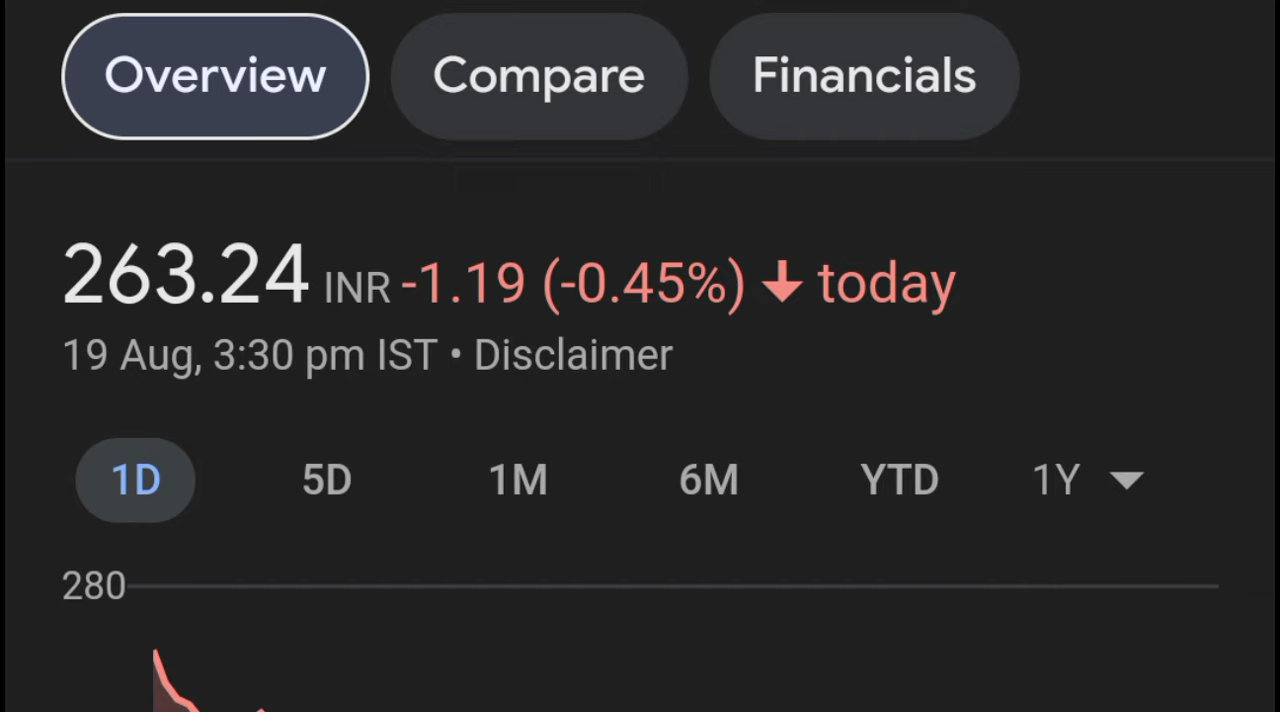 Overview Compare Financials
263.24 INR -1.19 (-0.45%) ↓ today
19 Aug, 3:30 pm IST • Disclaimer
1D 5D 1M 6M YTD 1Y
280